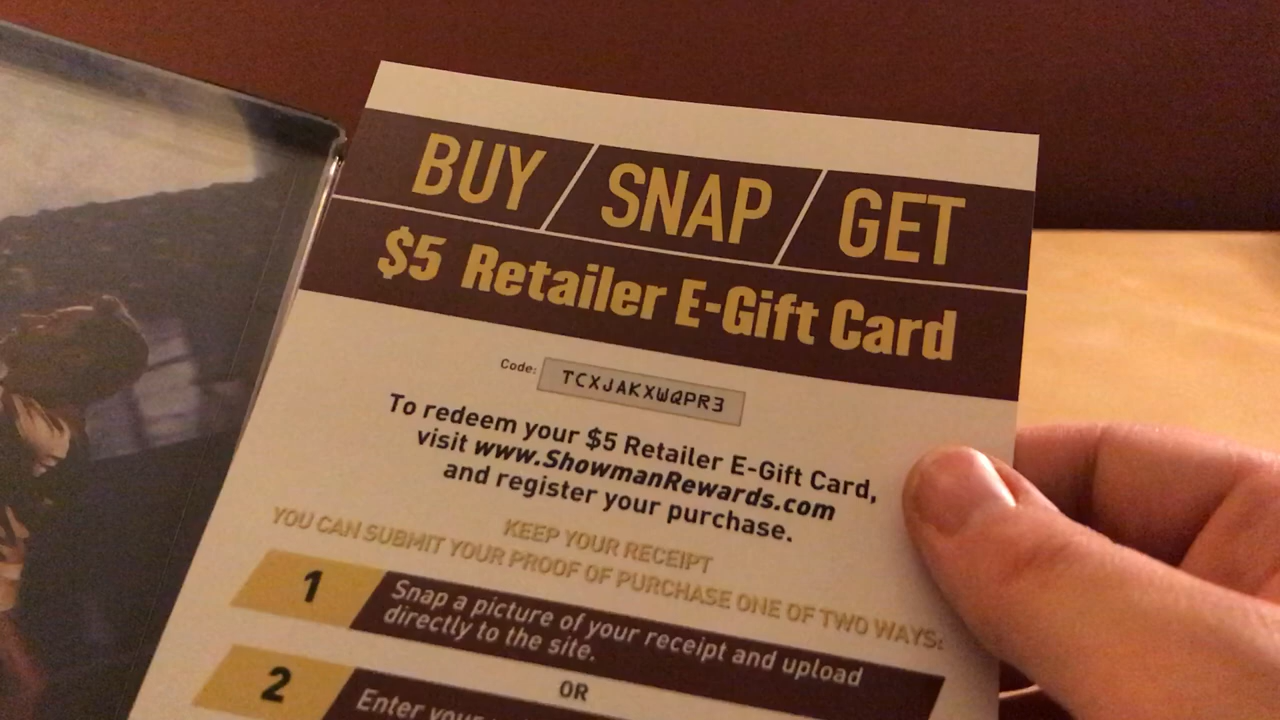 BUY / SNAP / GET
$5 Retailer E-Gift Card
Code: TCXJAKXWQPR3
To redeem your $5 Retailer E-Gift Card,
visit www.ShowmanRewards.com
and register your purchase.
KEEP YOUR RECEIPT
YOU CAN SUBMIT YOUR PROOF OF PURCHASE ONE OF TWO WAYS:
1 Snap a picture of your receipt and upload
directly to the site.
OR
2 Enter your